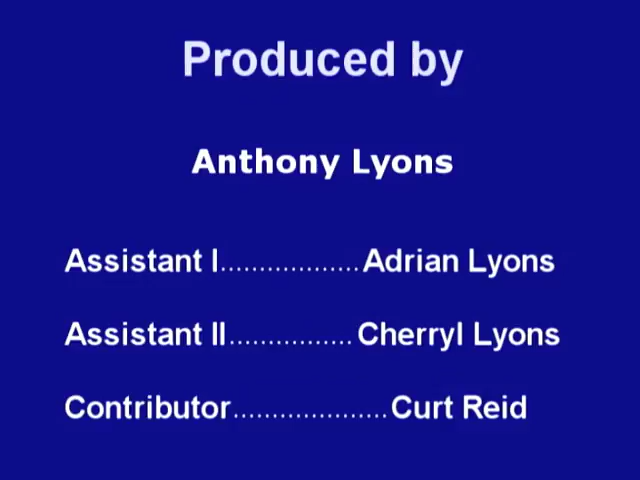 Produced by
Anthony Lyons
Assistant I..................Adrian Lyons
Assistant II................Cherryl Lyons
Contributor....................Curt Reid